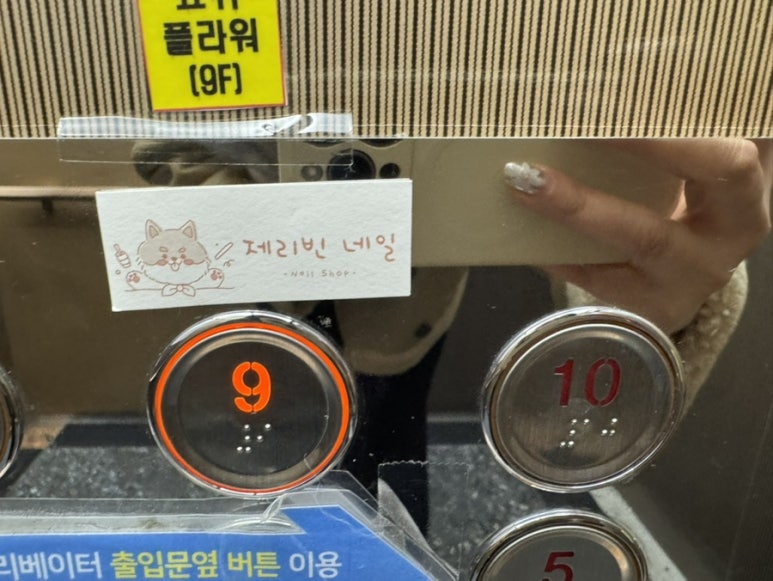 플라워
(9F)
제리빈 네일
·Nail Shop·
9
10
5
리베이터 출입문옆 버튼 이용